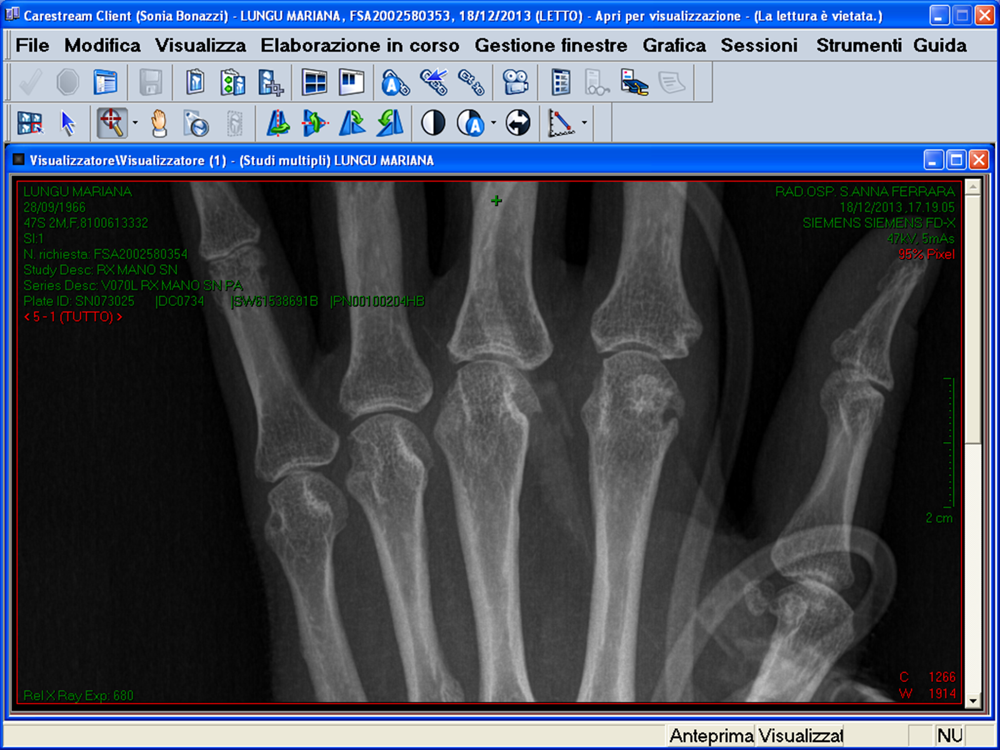 Carestream Client (Sonia Bonazzi) - LUNGU MARIANA, FSA2002580353, 18/12/2013 (LETTO) - Apri per visualizzazione - (La lettura è vietata.)
File Modifica Visualizza Elaborazione in corso Gestione finestre Grafica Sessioni Strumenti Guida
A
A
Visualizzatore\Visualizzatore (1) - (Studi multipli) LUNGU MARIANA
LUNGU MARIANA
28/09/1966
47S 2M,F,8100613332
SI:1
N. richiesta: FSA2002580354
Study Desc: RX MANO SN
Series Desc: V070L RX MANO SN PA
Plate ID: SN073025 |DC0734 |SW61538691B |PN00100204HB
< 5 - 1 (TUTTO) >
RAD.OSP. S.ANNA FERRARA
18/12/2013,17.19.05
SIEMENS SIEMENS FD-X
47kV, 5mAs
95% Pixel
2 cm
Rel X Ray Exp: 680
C 1266
W 1914
Anteprima Visualizzat NU